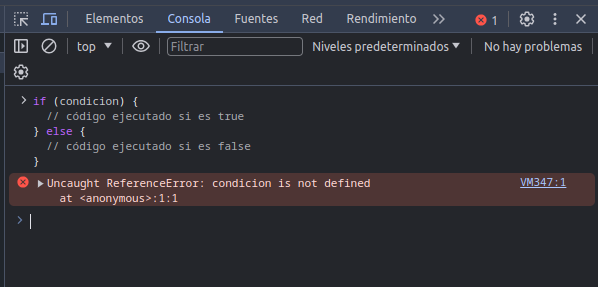 Elementos Consola Fuentes Red Rendimiento 1
top Filtrar Niveles predeterminados No hay problemas
if (condicion) {
  // código ejecutado si es true
} else {
  // código ejecutado si es false
}
Uncaught ReferenceError: condicion is not defined VM347:1
    at <anonymous>:1:1